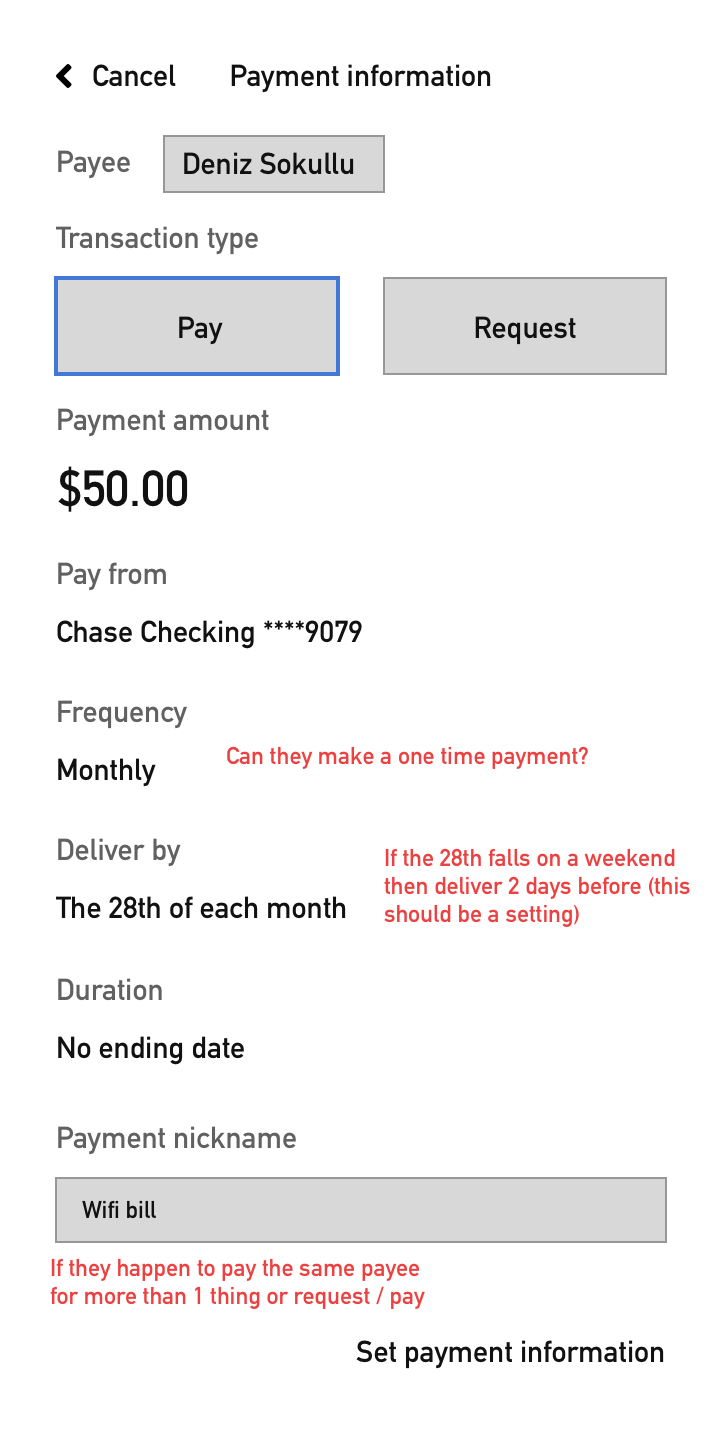 Cancel Payment information
Payee Deniz Sokullu
Transaction type
Pay Request
Payment amount
$50.00
Pay from
Chase Checking ****9079
Frequency
Monthly
Can they make a one time payment?
Deliver by
The 28th of each month
If the 28th falls on a weekend
then deliver 2 days before (this
should be a setting)
Duration
No ending date
Payment nickname
Wifi bill
If they happen to pay the same payee
for more than 1 thing or request / pay
Set payment information